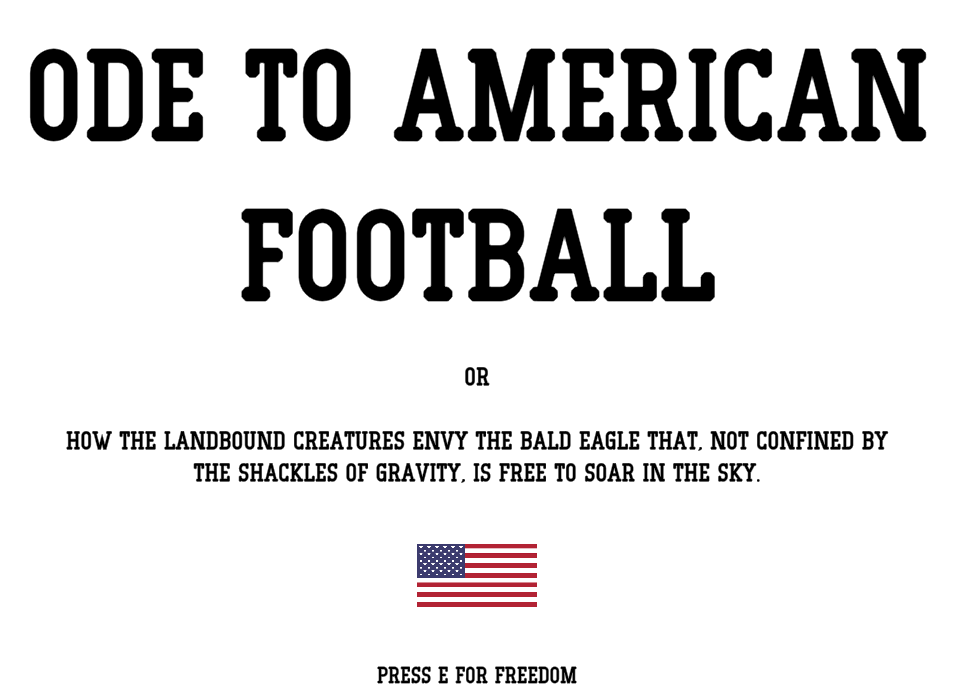 ODE TO AMERICAN
FOOTBALL
OR
HOW THE LANDBOUND CREATURES ENVY THE BALD EAGLE THAT, NOT CONFINED BY
THE SHACKLES OF GRAVITY, IS FREE TO SOAR IN THE SKY.
PRESS E FOR FREEDOM